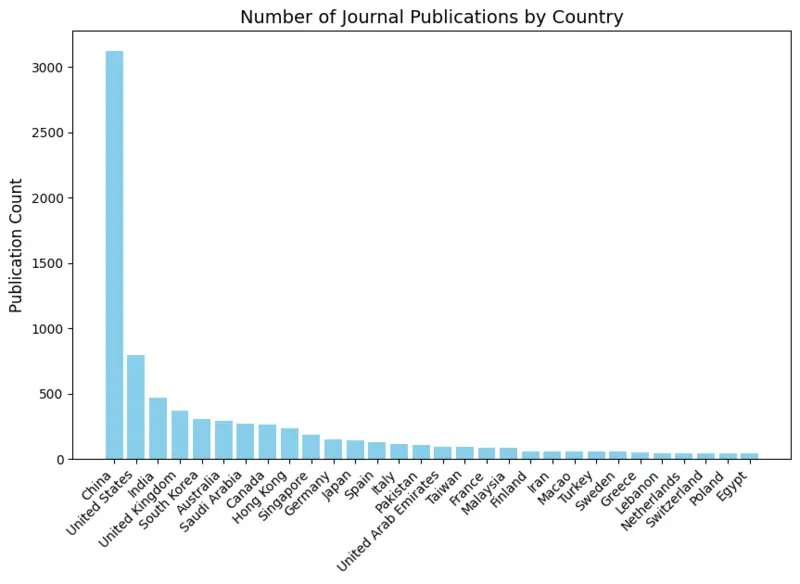 Number of Journal Publications by Country
Publication Count
3000
2500
2000
1500
1000
500
0
China
United States
India
United Kingdom
South Korea
Australia
Saudi Arabia
Canada
Hong Kong
Singapore
Germany
Japan
Spain
Italy
Pakistan
United Arab Emirates
Taiwan
France
Malaysia
Finland
Iran
Macao
Turkey
Sweden
Greece
Lebanon
Netherlands
Switzerland
Poland
Egypt